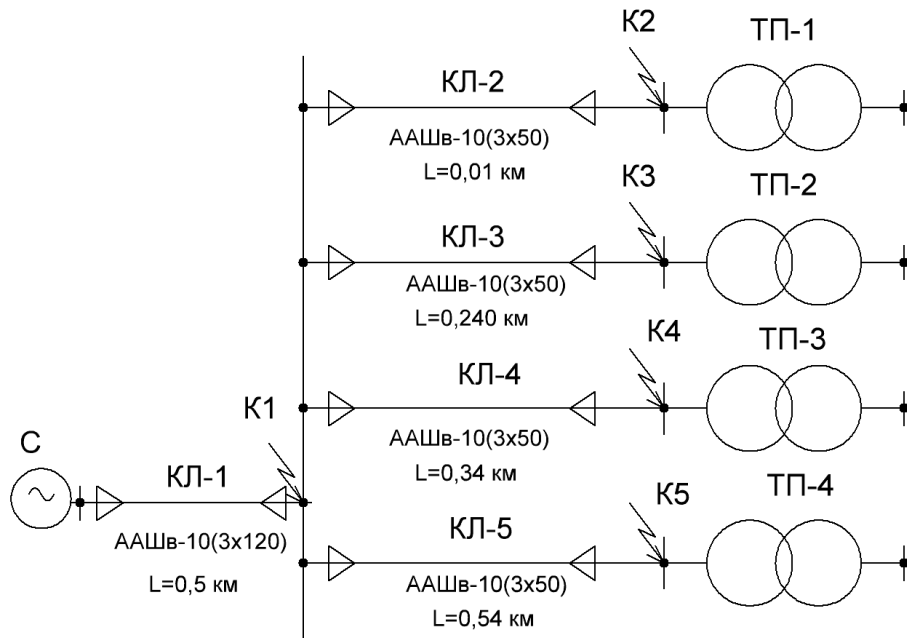 К2
ТП-1
КЛ-2
ААШв-10(3х50)
L=0,01 км
К3
ТП-2
КЛ-3
ААШв-10(3х50)
L=0,240 км
К4
ТП-3
КЛ-4
ААШв-10(3х50)
L=0,34 км
К1
С
КЛ-1
ААШв-10(3х120)
L=0,5 км
К5
ТП-4
КЛ-5
ААШв-10(3х50)
L=0,54 км